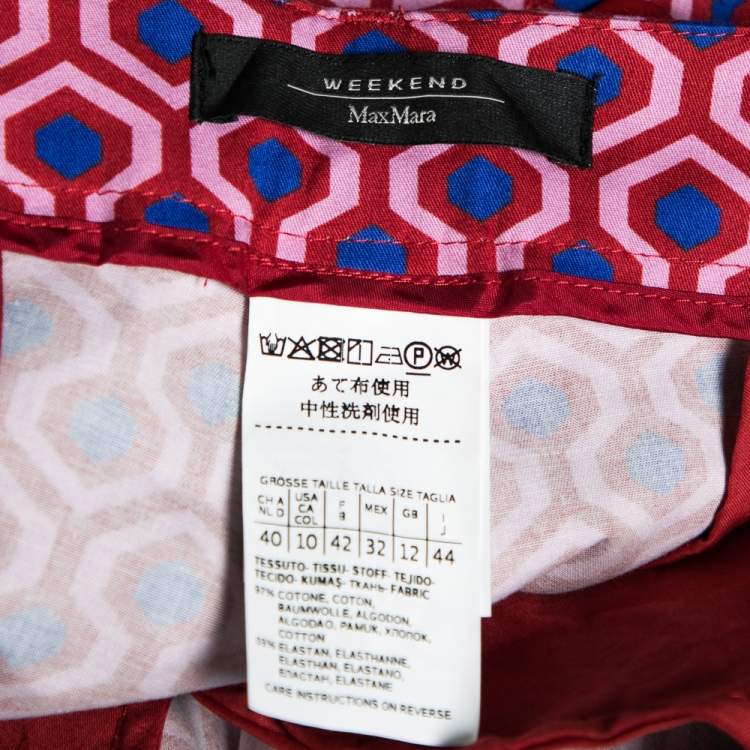 WEEKEND
MaxMara
P W
あて布使用
中性洗剤使用
GRÖSSE TAILLE TALLA SIZE TAGLIA
CH A USA F MEX GB I
NL D CA B J
COL
40 10 42 32 12 44
TESSUTO- TISSU- STOFF- TEJIDO-
TECIDO- KUMAŞ- ТКАНЬ- FABRIC
97% COTONE, COTON,
BAUMWOLLE, ALGODON,
ALGODAO, PAMUK, ХЛОПОК,
COTTON
03% ELASTAN, ELASTHANNE,
ELASTHAN, ELASTANO,
ЭЛАСТАН, ELASTANE
CARE INSTRUCTIONS ON REVERSE